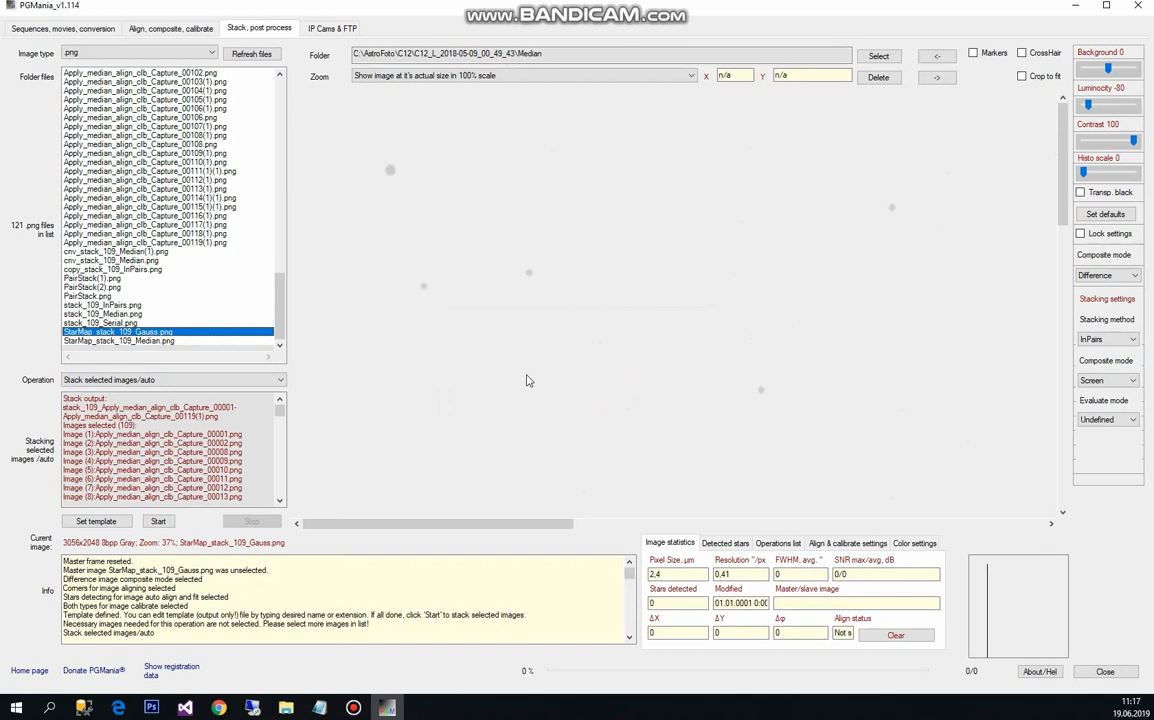 PGMania_v1.114
www.BANDICAM.com
Sequences, movies, conversion
Align, composite, calibrate
Stack, post process
IP Cams & FTP
Image type
.png
Refresh files
Folder
C:\AstroFoto\C12\C12_L_2018-05-09_00_49_43\Median
Select
<-
Markers
CrossHair
Zoom
Show image at it's actual size in 100% scale
X
n/a
Y
n/a
Delete
->
Crop to fit
Folder files
Apply_median_align_clb_Capture_00102.png
Apply_median_align_clb_Capture_00103(1).png
Apply_median_align_clb_Capture_00104(1).png
Apply_median_align_clb_Capture_00105(1).png
Apply_median_align_clb_Capture_00106.png
Apply_median_align_clb_Capture_00107(1).png
Apply_median_align_clb_Capture_00108.png
Apply_median_align_clb_Capture_00109(1).png
Apply_median_align_clb_Capture_00110(1).png
Apply_median_align_clb_Capture_00111(1)(1).png
Apply_median_align_clb_Capture_00112(1).png
Apply_median_align_clb_Capture_00113(1).png
Apply_median_align_clb_Capture_00114(1)(1).png
Apply_median_align_clb_Capture_00115(1)(1).png
Apply_median_align_clb_Capture_00116(1).png
Apply_median_align_clb_Capture_00117(1).png
Apply_median_align_clb_Capture_00118(1).png
Apply_median_align_clb_Capture_00119(1).png
cnv_stack_109_Median(1).png
cnv_stack_109_Median.png
copy_stack_109_InPairs.png
PairStack(1).png
PairStack(2).png
PairStack.png
stack_109_InPairs.png
stack_109_Median.png
stack_109_Serial.png
StarMap_stack_109_Gauss.png
StarMap_stack_109_Median.png
121 .png files
in list
Operation
Stack selected images/auto
Stacking
selected
images /auto
Stack output:
stack_109_Apply_median_align_clb_Capture_00001-
Apply_median_align_clb_Capture_00119(1).png
Images selected (109):
Image (1):Apply_median_align_clb_Capture_00001.png
Image (2):Apply_median_align_clb_Capture_00002.png
Image (3):Apply_median_align_clb_Capture_00008.png
Image (4):Apply_median_align_clb_Capture_00009.png
Image (5):Apply_median_align_clb_Capture_00010.png
Image (6):Apply_median_align_clb_Capture_00011.png
Image (7):Apply_median_align_clb_Capture_00012.png
Image (8):Apply_median_align_clb_Capture_00013.png
Set template
Start
Stop
Curent
image:
3056x2048 8bpp Gray; Zoom: 37%; StarMap_stack_109_Gauss.png
Info
Master frame reseted.
Master image StarMap_stack_109_Gauss.png was unselected.
Difference image composite mode selected
Corners for image aligning selected
Stars detecting for image auto align and fit selected
Both types for image calibrate selected
Template defined. You can edit template (output only!) file by typing desired name or extension. If all done, click 'Start' to stack selected images.
Necessary images needed for this operation are not selected. Please select more images in list!
Stack selected images/auto
Image statistics
Detected stars
Operations list
Align & calibrate settings
Color settings
Pixel Size, µm
Resolution ''/px
FWHM, avg. ''
SNR max/avg, dB
2,4
0,41
0
0/0
Stars detected
Modified
Master/slave image
0
01.01.0001 0:0(
ΔX
ΔY
Δφ
Align status
0
0
0
Not s
Clear
Background 0
Luminosity -80
Contrast 100
Histo scale 0
Transp. black
Set defaults
Lock settings
Composite mode
Difference
Stacking settings
Stacking method
InPairs
Composite mode
Screen
Evaluate mode
Undefined
Home page
Donate PGMania®
Show registration
data
0 %
0/0
About/Hel
Close
11:17
19.06.2019